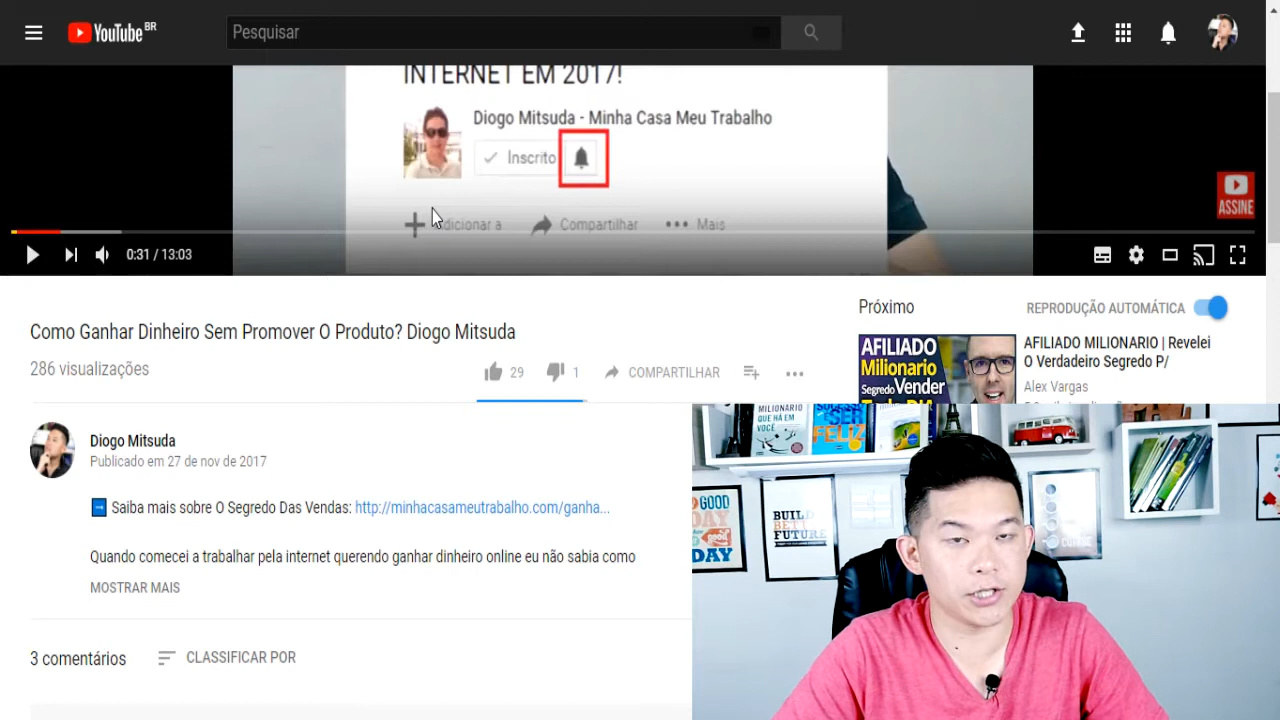 YouTube BR
Pesquisar
INTERNET EM 2017!
Diogo Mitsuda - Minha Casa Meu Trabalho
Inscrito
Adicionar a
Compartilhar
Mais
ASSINE
0:31 / 13:03
Como Ganhar Dinheiro Sem Promover O Produto? Diogo Mitsuda
286 visualizações
29
1
COMPARTILHAR
Próximo
REPRODUÇÃO AUTOMÁTICA
AFILIADO
Milionario
Segredo Vender
AFILIADO MILIONARIO | Revelei
O Verdadeiro Segredo P/
Alex Vargas
Diogo Mitsuda
Publicado em 27 de nov de 2017
Saiba mais sobre O Segredo Das Vendas: http://minhacasameutrabalho.com/ganha...
Quando comecei a trabalhar pela internet querendo ganhar dinheiro online eu não sabia como
MOSTRAR MAIS
3 comentários
CLASSIFICAR POR
MILIONARIO
QUE HÁ EM
VOCÊ
SER
FELIZ
GOOD
DAY
BUILD
BETTER
FUTURE